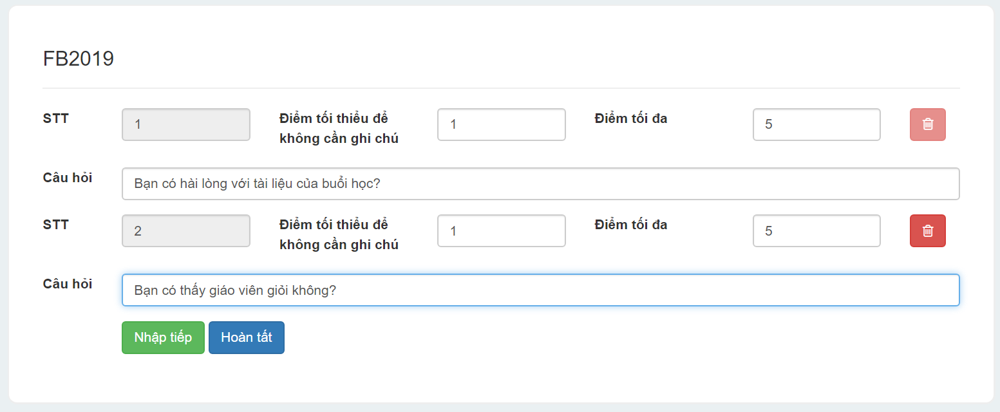 FB2019
STT 1 Điểm tối thiểu để không cần ghi chú 1 Điểm tối đa 5
Câu hỏi Bạn có hài lòng với tài liệu của buổi học?
STT 2 Điểm tối thiểu để không cần ghi chú 1 Điểm tối đa 5
Câu hỏi Bạn có thấy giáo viên giỏi không?
Nhập tiếp Hoàn tất